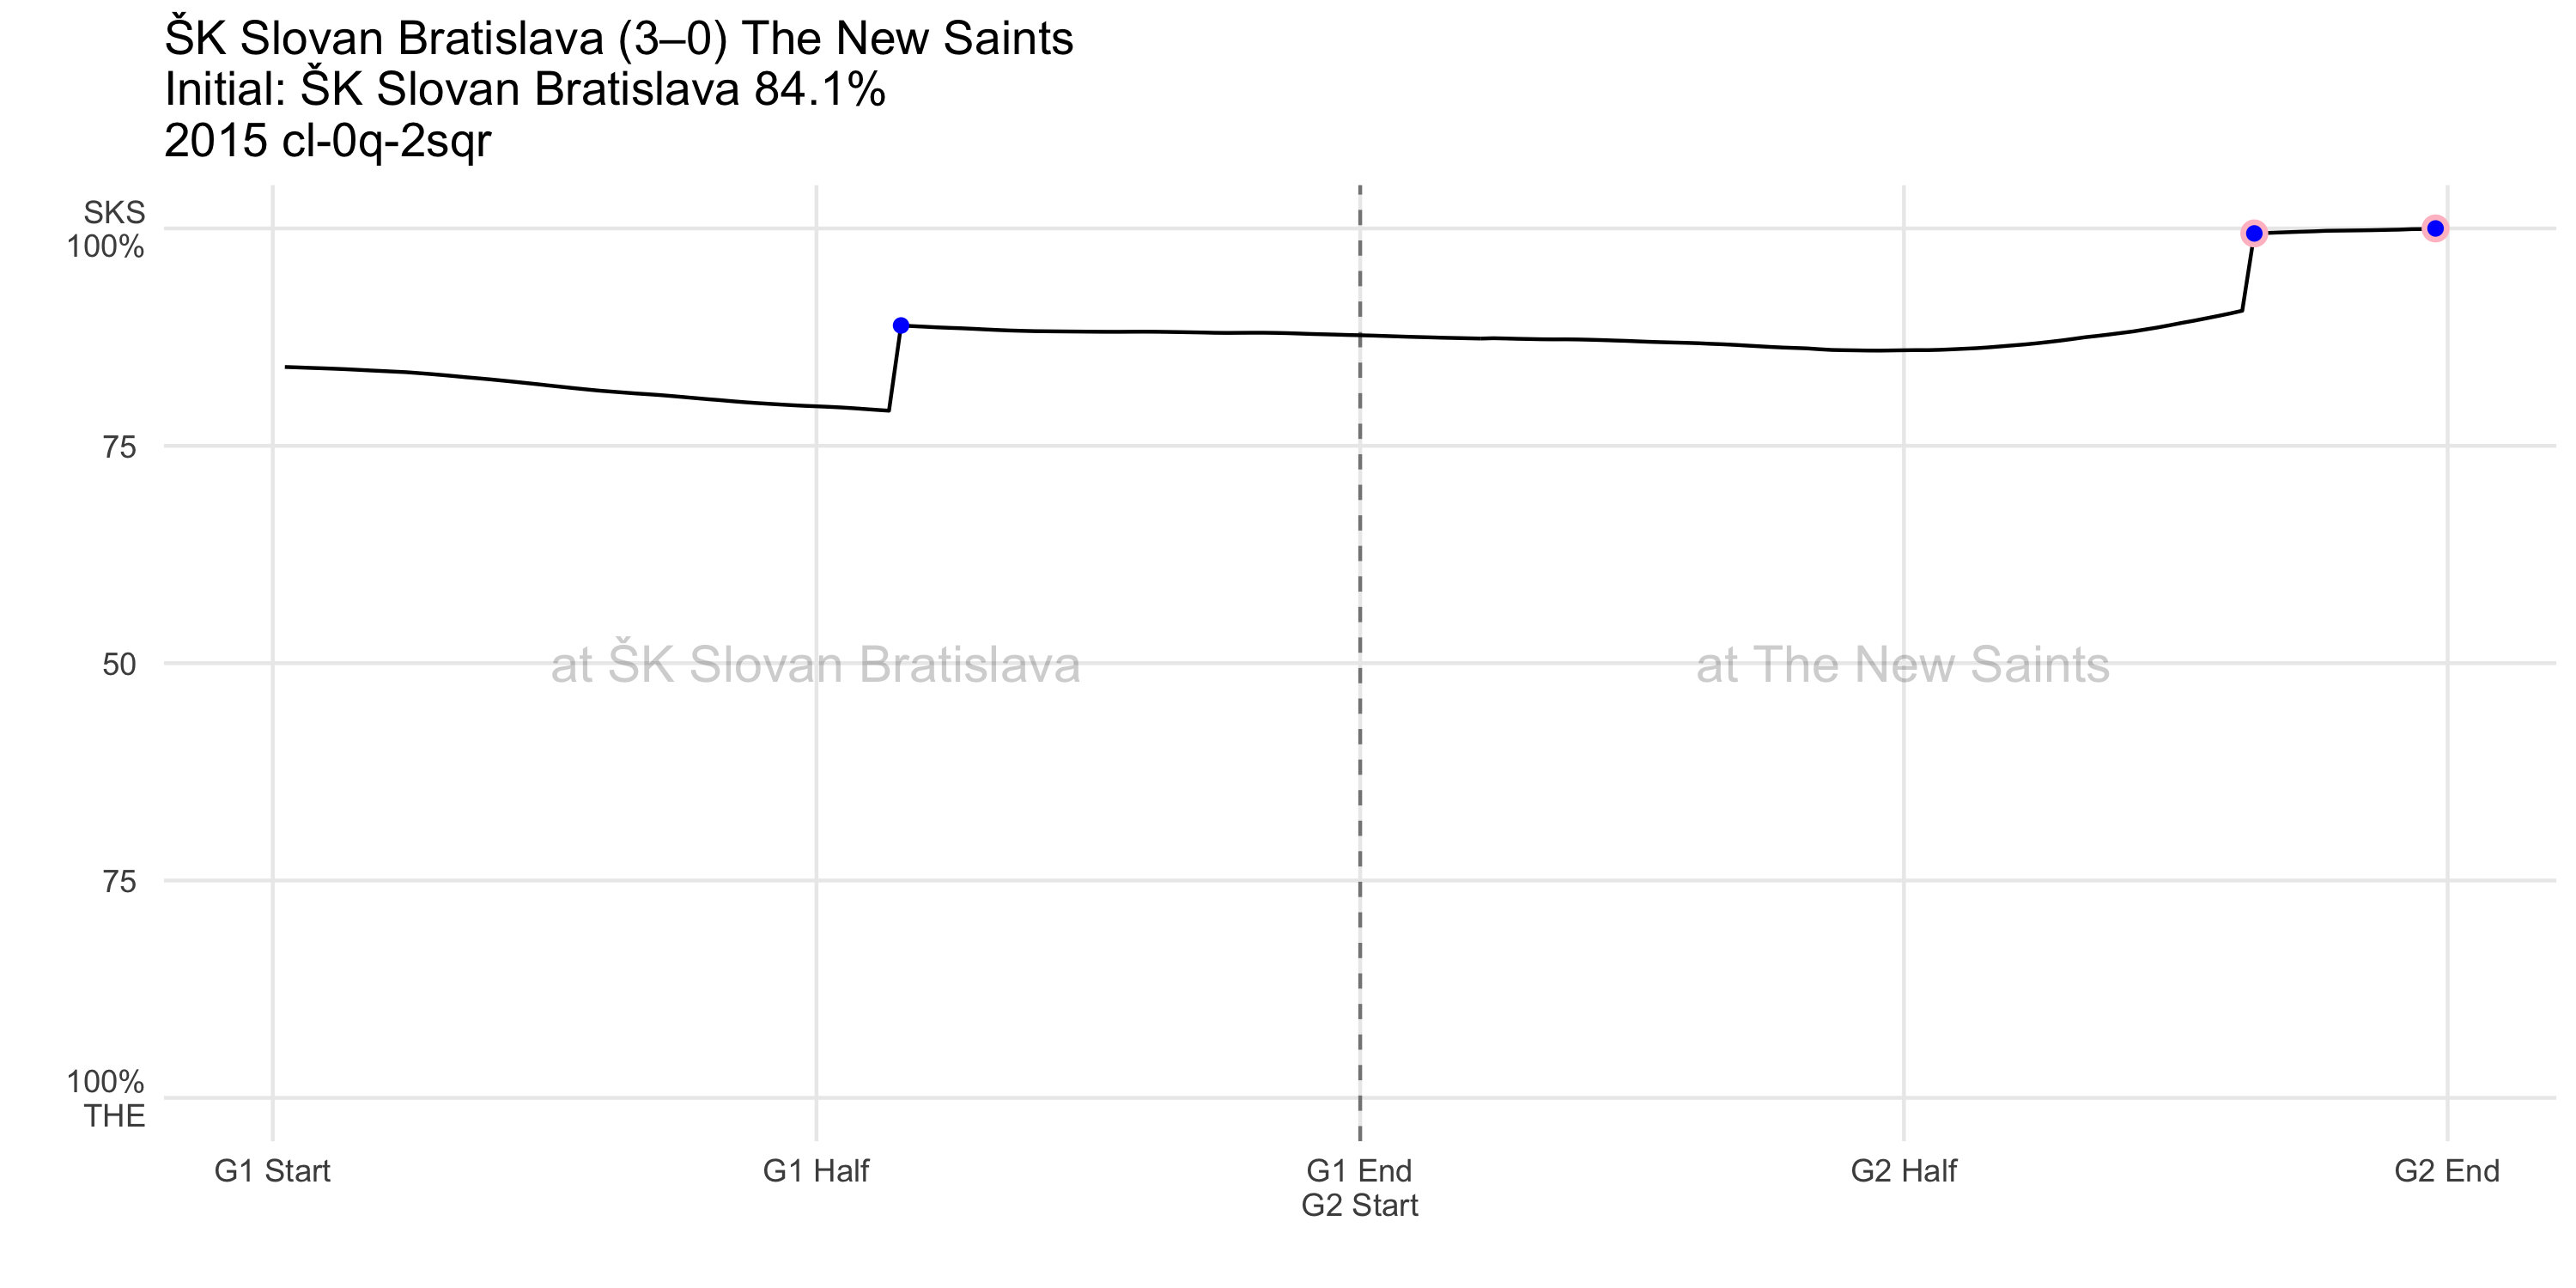 ŠK Slovan Bratislava (3–0) The New Saints
Initial: ŠK Slovan Bratislava 84.1%
2015 cl-0q-2sqr
SKS
100%
75
50
75
100%
THE
at ŠK Slovan Bratislava
at The New Saints
G1 Start
G1 Half
G1 End
G2 Start
G2 Half
G2 End